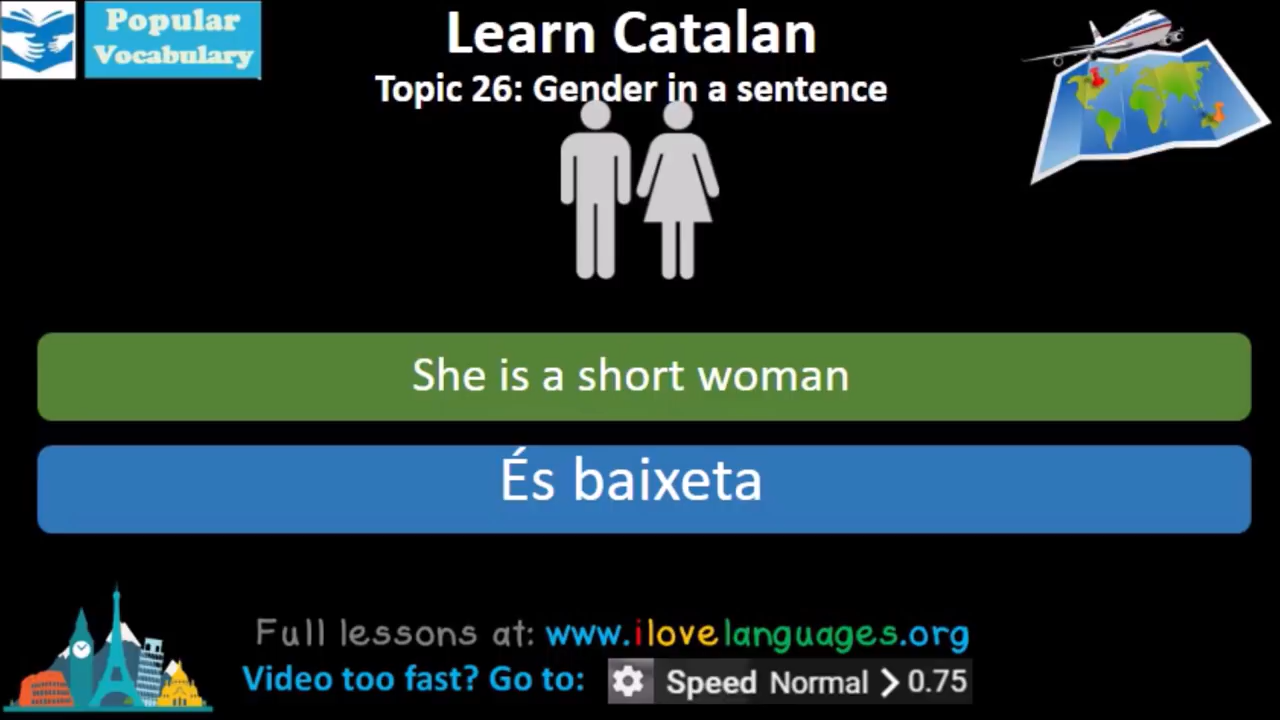 Popular
Vocabulary
Learn Catalan
Topic 26: Gender in a sentence
She is a short woman
És baixeta
Full lessons at: www.ilovelanguages.org
Video too fast? Go to: Speed Normal > 0.75